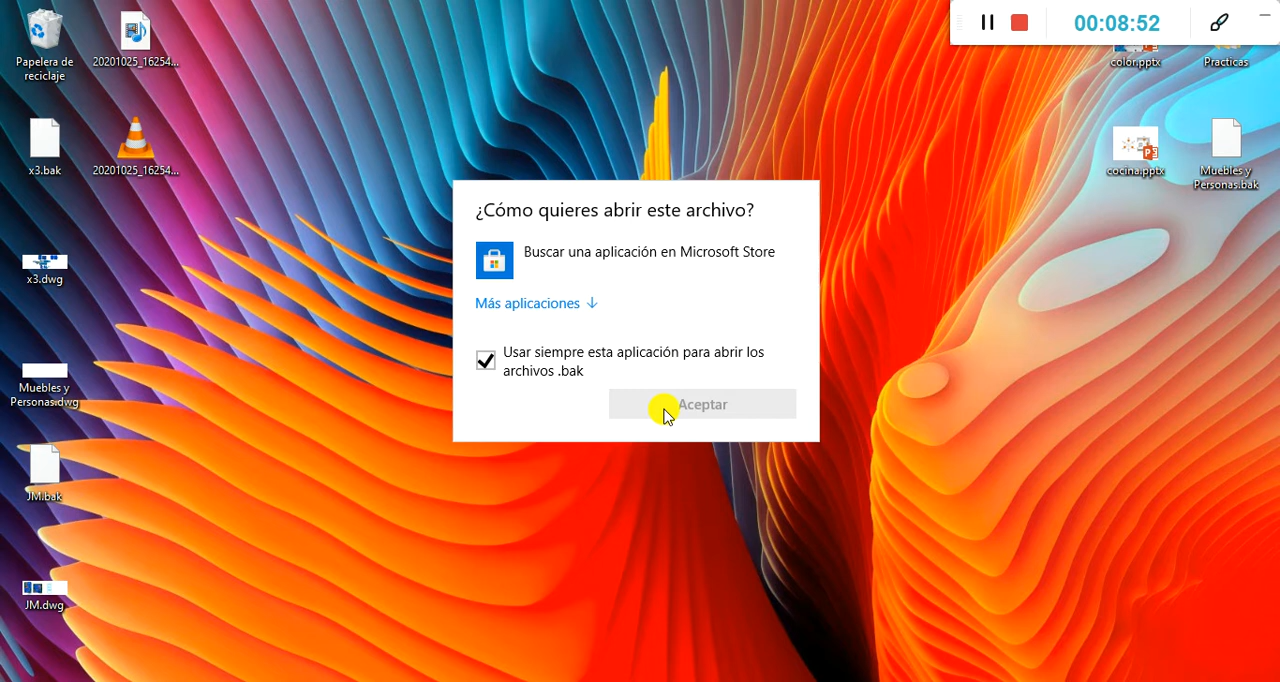 00:08:52
Papelera de
reciclaje
20201025_16254...
color.pptx
Practicas
x3.bak
20201025_16254...
cocina.pptx
Muebles y
Personas.bak
¿Cómo quieres abrir este archivo?
Buscar una aplicación en Microsoft Store
Más aplicaciones
Usar siempre esta aplicación para abrir los
archivos .bak
Aceptar
x3.dwg
Muebles y
Personas.dwg
JM.bak
JM.dwg